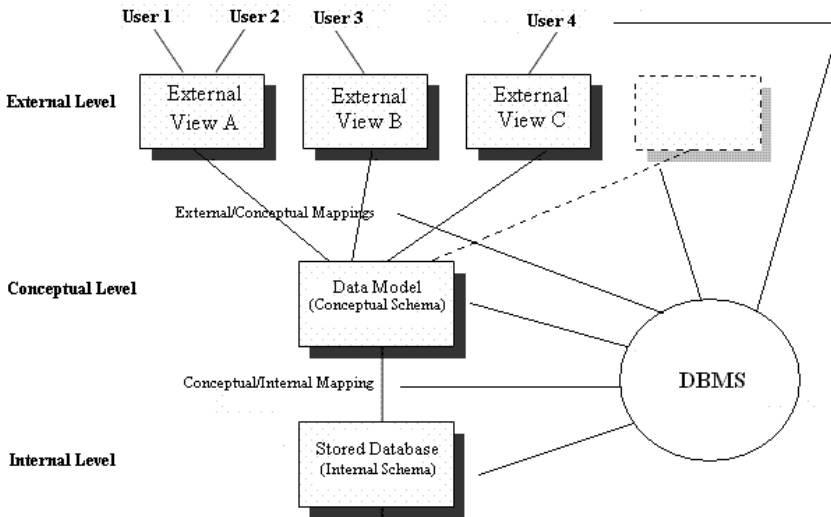 User 1
User 2
User 3
User 4
External Level
External
View A
External
View B
External
View C
External/Conceptual Mappings
Conceptual Level
Data Model
(Conceptual Schema)
Conceptual/Internal Mapping
DBMS
Internal Level
Stored Database
(Internal Schema)